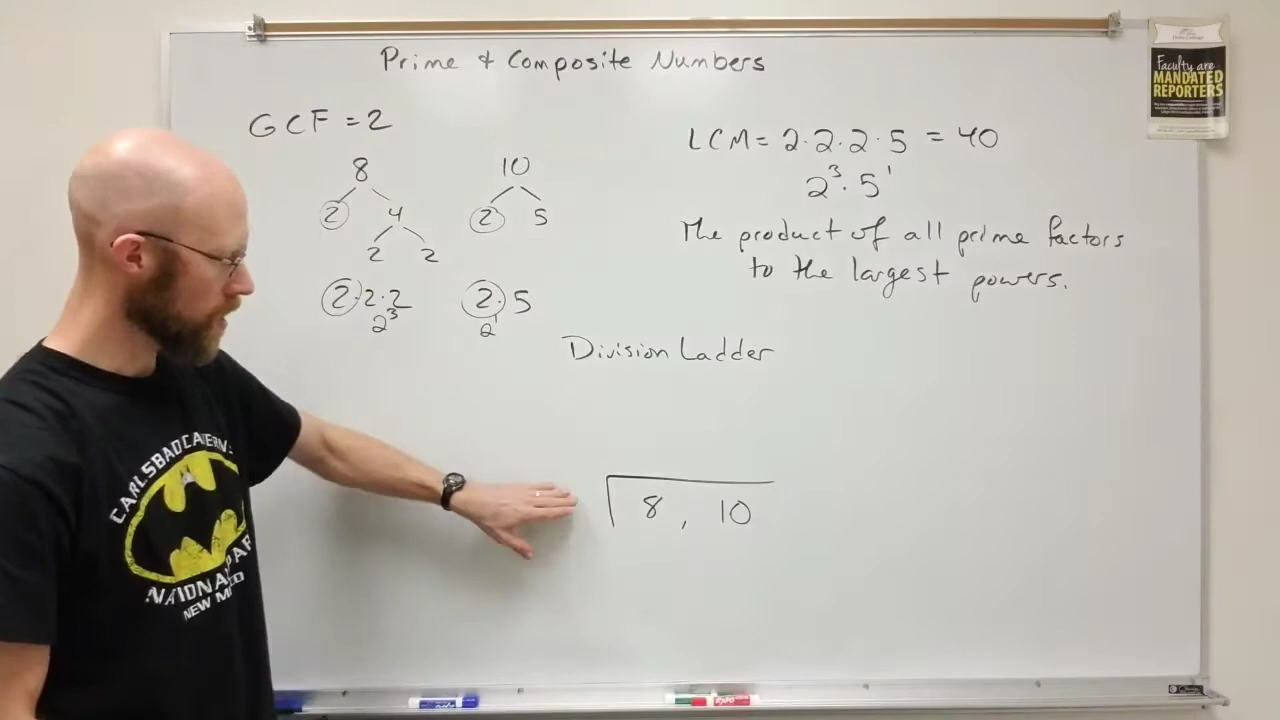 Prime & Composite Numbers
Faculty are
MANDATED
REPORTERS
GCF = 2
LCM = 2·2·2·5 = 40
2³·5¹
8
10
2
4
2
5
2
2
The product of all prime factors
to the largest powers.
2·2·2
2³
2·5
2¹
Division Ladder
8, 10
CARLSBAD CAVERNS
NATIONAL PAR
NEW
expo